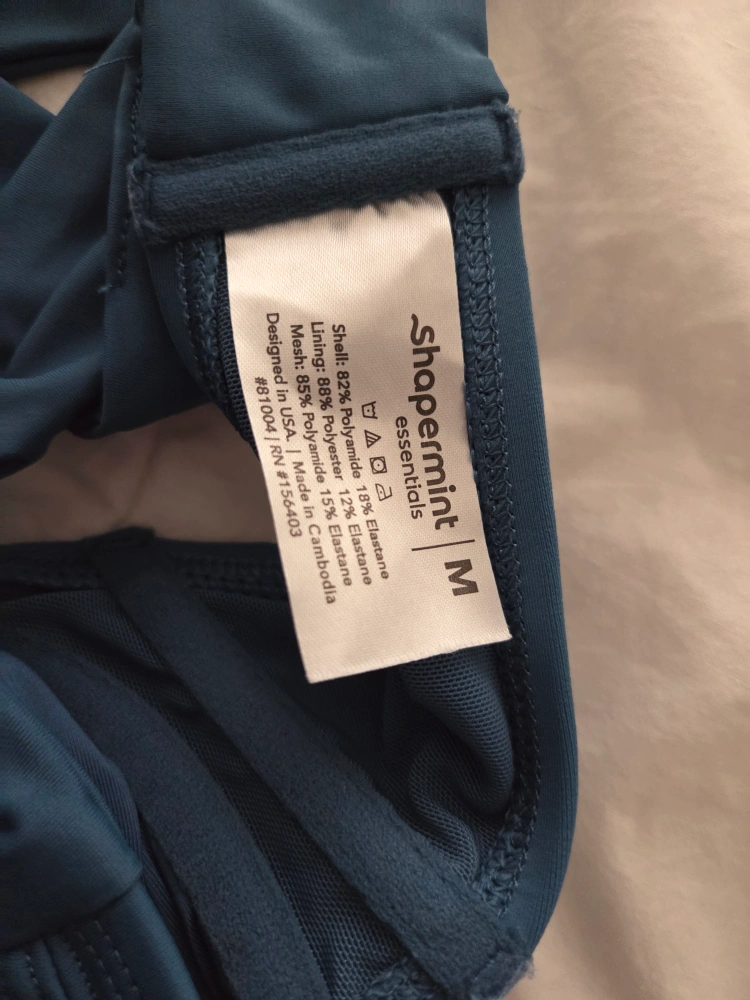 Shapermint | M
essentials
Shell: 82% Polyamide 18% Elastane
Lining: 88% Polyester 12% Elastane
Mesh: 85% Polyamide 15% Elastane
Designed in USA. | Made in Cambodia
#81004 | RN #156403